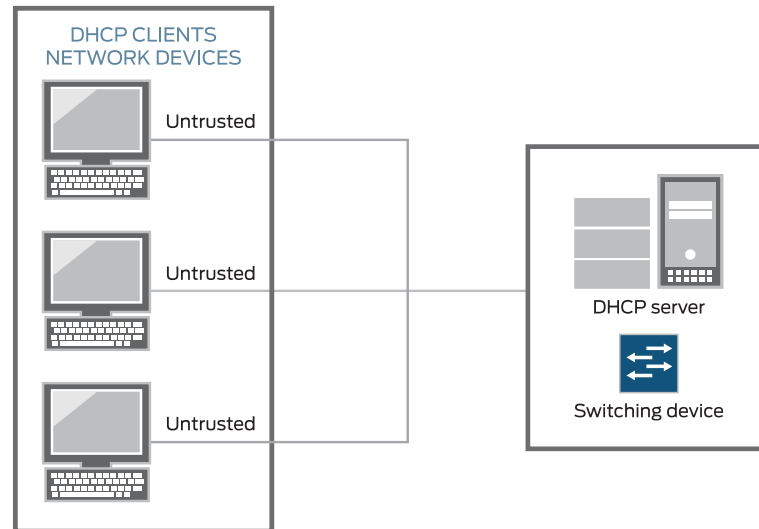 DHCP CLIENTS
NETWORK DEVICES
Untrusted
Untrusted
Untrusted
DHCP server
Switching device